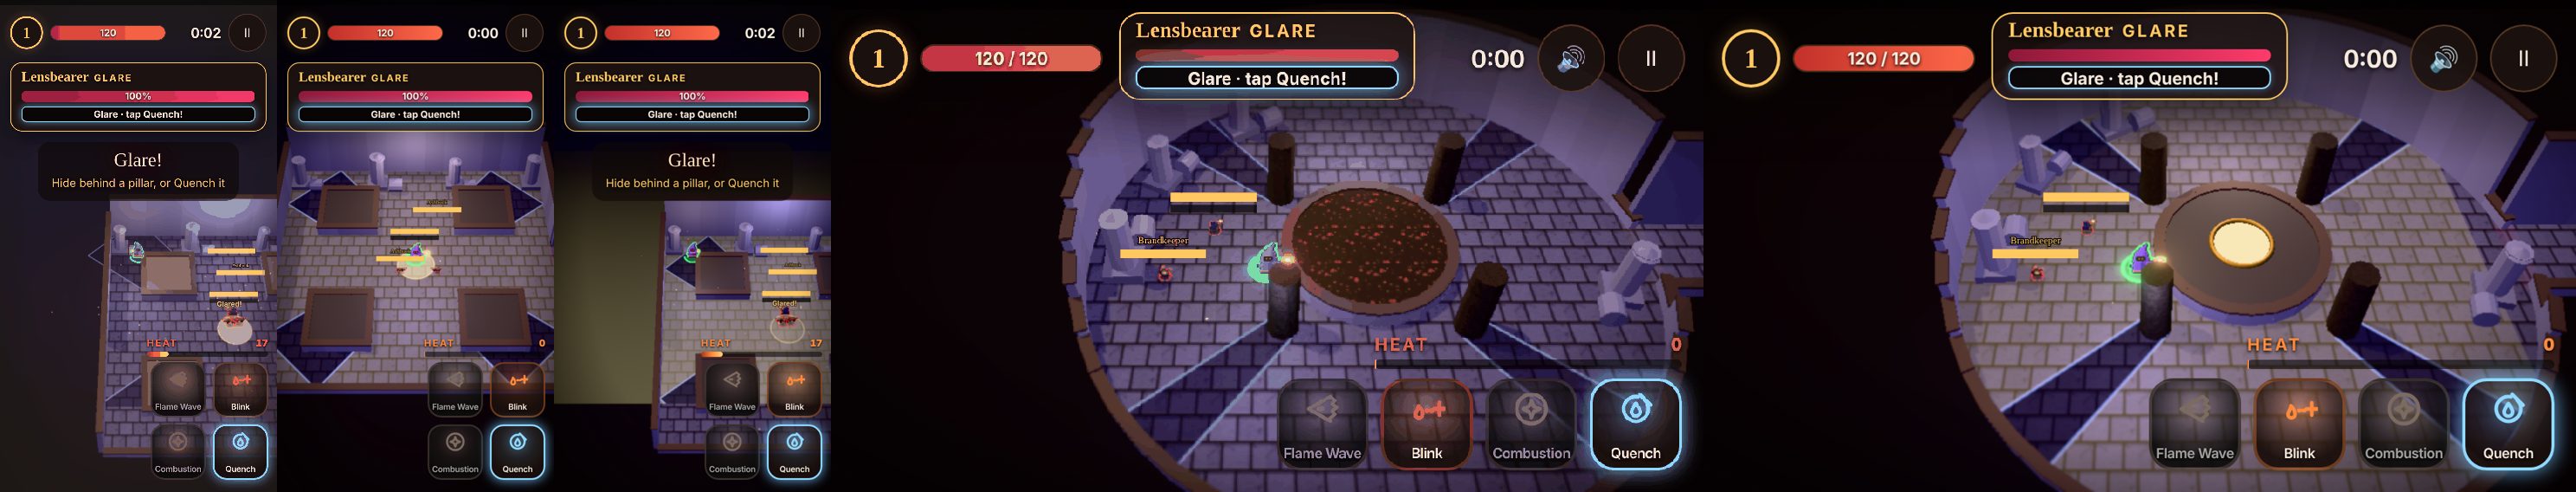 1 120 0:02
Lensbearer GLARE
100%
Glare · tap Quench!
Glare!
Hide behind a pillar, or Quench it
Glared!
HEAT 17
Flame Wave Blink
Combustion Quench
1 120 0:00
Lensbearer GLARE
100%
Glare · tap Quench!
HEAT 0
Flame Wave Blink
Combustion Quench
1 120 0:02
Lensbearer GLARE
100%
Glare · tap Quench!
Glare!
Hide behind a pillar, or Quench it
Glared!
HEAT 17
Flame Wave Blink
Combustion Quench
1 120 / 120 0:00
Lensbearer GLARE
Glare · tap Quench!
Brandkeeper
HEAT 0
Flame Wave Blink Combustion Quench
1 120 / 120 0:00
Lensbearer GLARE
Glare · tap Quench!
Brandkeeper
HEAT 0
Flame Wave Blink Combustion Quench